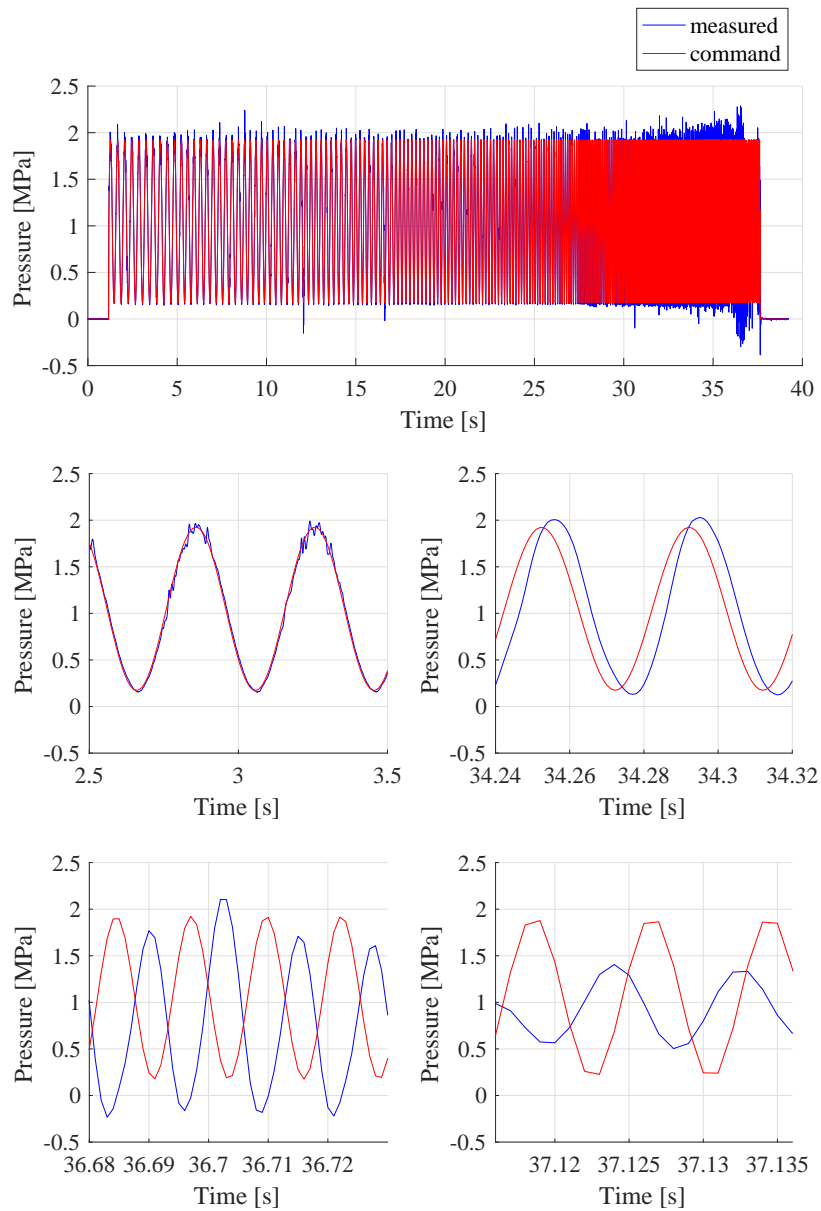 measured
command
2.5
2
1.5
1
0.5
0
-0.5
Pressure [MPa]
0 5 10 15 20 25 30 35 40
Time [s]
2.5
2
1.5
1
0.5
0
-0.5
Pressure [MPa]
2.5 3 3.5
Time [s]
2.5
2
1.5
1
0.5
0
-0.5
Pressure [MPa]
34.24 34.26 34.28 34.3 34.32
Time [s]
2.5
2
1.5
1
0.5
0
-0.5
Pressure [MPa]
36.68 36.69 36.7 36.71 36.72
Time [s]
2.5
2
1.5
1
0.5
0
-0.5
Pressure [MPa]
37.12 37.125 37.13 37.135
Time [s]